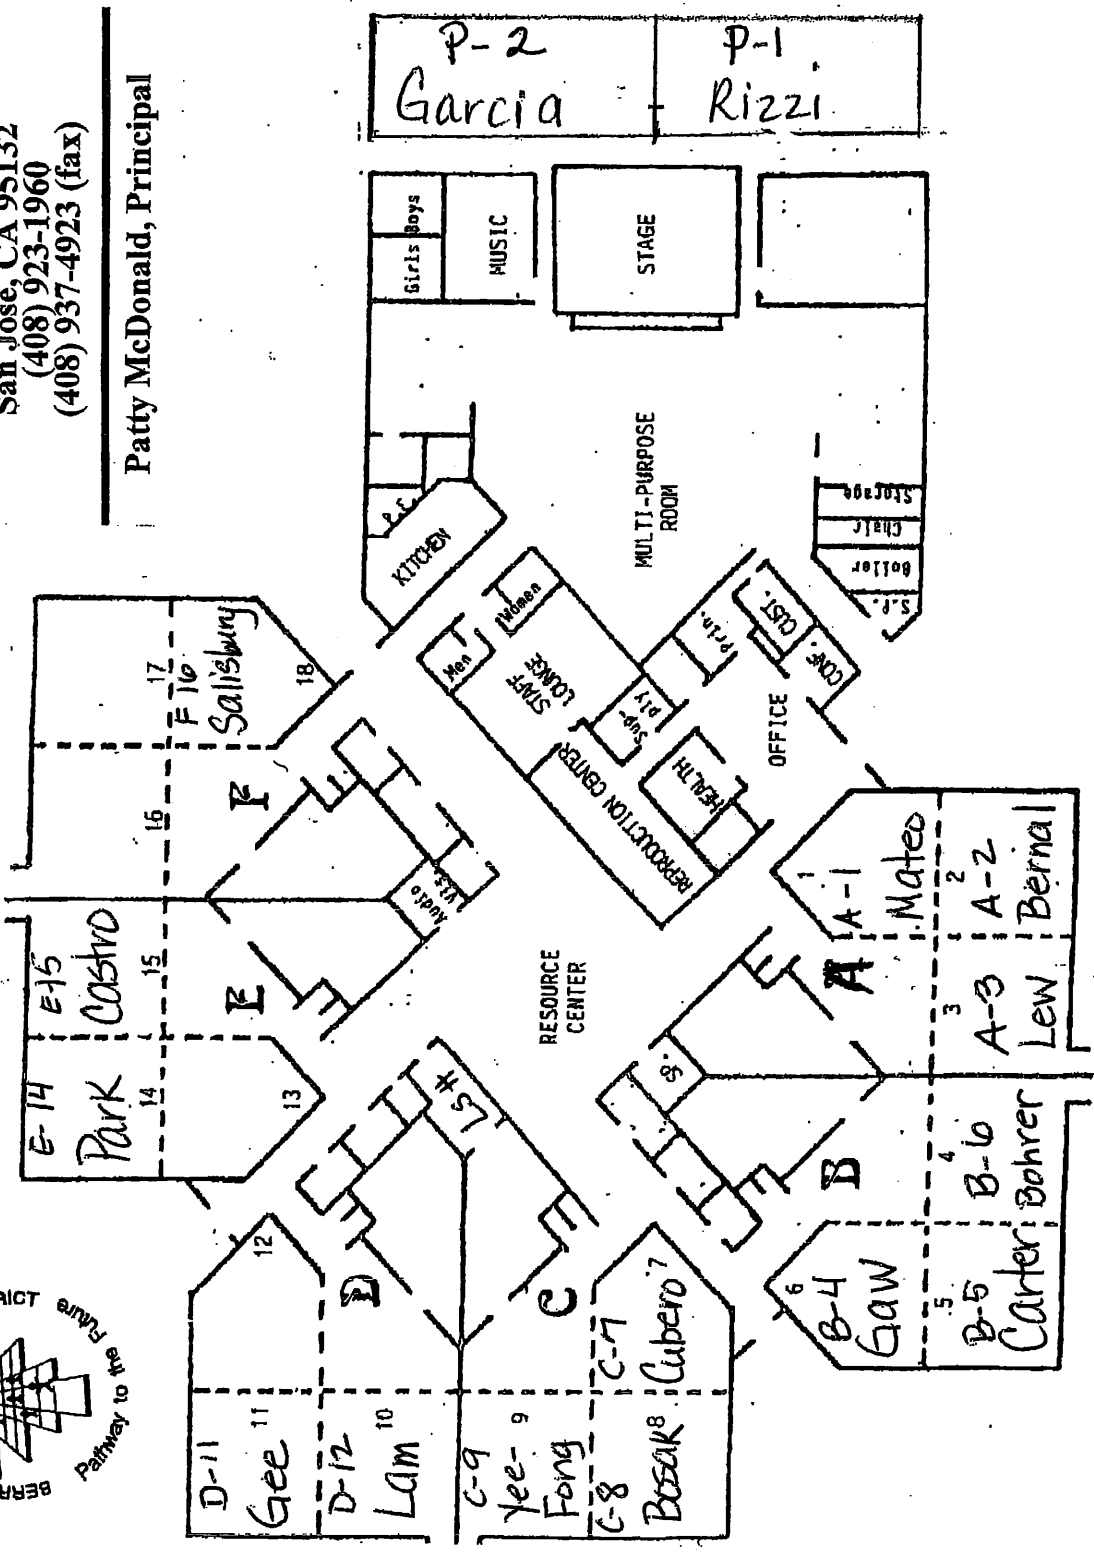 San Jose, CA 95132
(408) 923-1960
(408) 937-4923 (fax)
Patty McDonald, Principal
Pathway to the Future
P-2
Garcia
P-1
Rizzi
Girls
Boys
MUSIC
STAGE
MULTI-PURPOSE
ROOM
KITCHEN
Storage
Chair
Boiler
S.P.
Men
Women
STAFF
LOUNGE
Sup-
ply
Prin.
CUST.
CONF.
OFFICE
HEALTH
REPRODUCTION CENTER
RESOURCE
CENTER
Audio
Vis.
17
F 16
Salisbury
18
F
16
E-15
Castro
15
E
E-14
Park
14
13
12
D
D-11
Gee
11
D-12
Lam
10
C-9
Yee-
Fong
9
C-8
Bosak
8
C-7
Cubero
7
C
LSH
B
6
B-4
Gaw
5
B-5
Carter
4
B-6
Bohrer
3
A-3
Lew
A
1
A-1
Mateo
2
A-2
Bernal